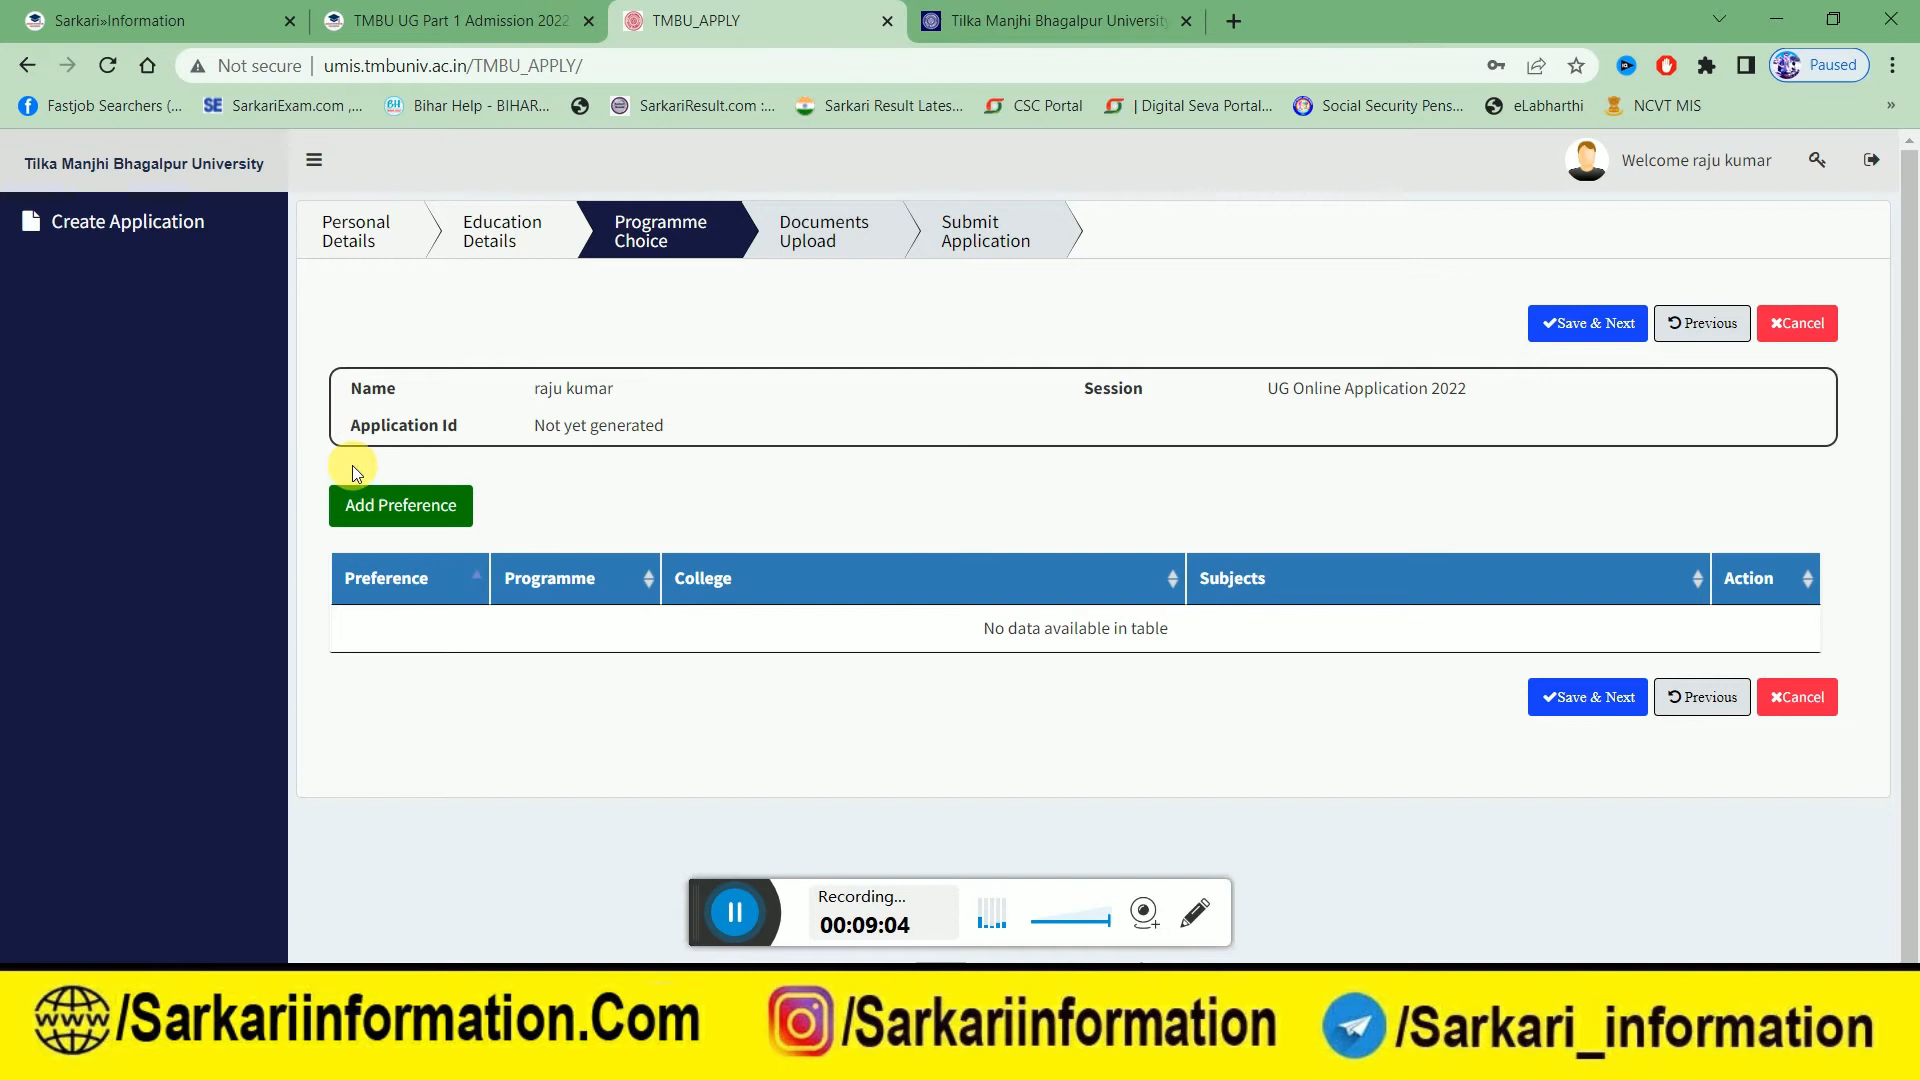 Sarkari»Information
TMBU UG Part 1 Admission 2022
TMBU_APPLY
Tilka Manjhi Bhagalpur University
Not secure
umis.tmbuniv.ac.in/TMBU_APPLY/
Paused
Fastjob Searchers (...
SE SarkariExam.com ,...
BH Bihar Help - BIHAR...
SarkariResult.com :...
Sarkari Result Lates...
CSC Portal
| Digital Seva Portal...
Social Security Pens...
eLabharthi
NCVT MIS
»
Tilka Manjhi Bhagalpur University
Welcome raju kumar
Create Application
Personal
Details
Education
Details
Programme
Choice
Documents
Upload
Submit
Application
Save & Next
Previous
Cancel
Name raju kumar Session UG Online Application 2022
Application Id Not yet generated
Add Preference
Preference Programme College Subjects Action
No data available in table
Save & Next
Previous
Cancel
Recording...
00:09:04
www /Sarkariinformation.Com
/Sarkariinformation
/Sarkari_information